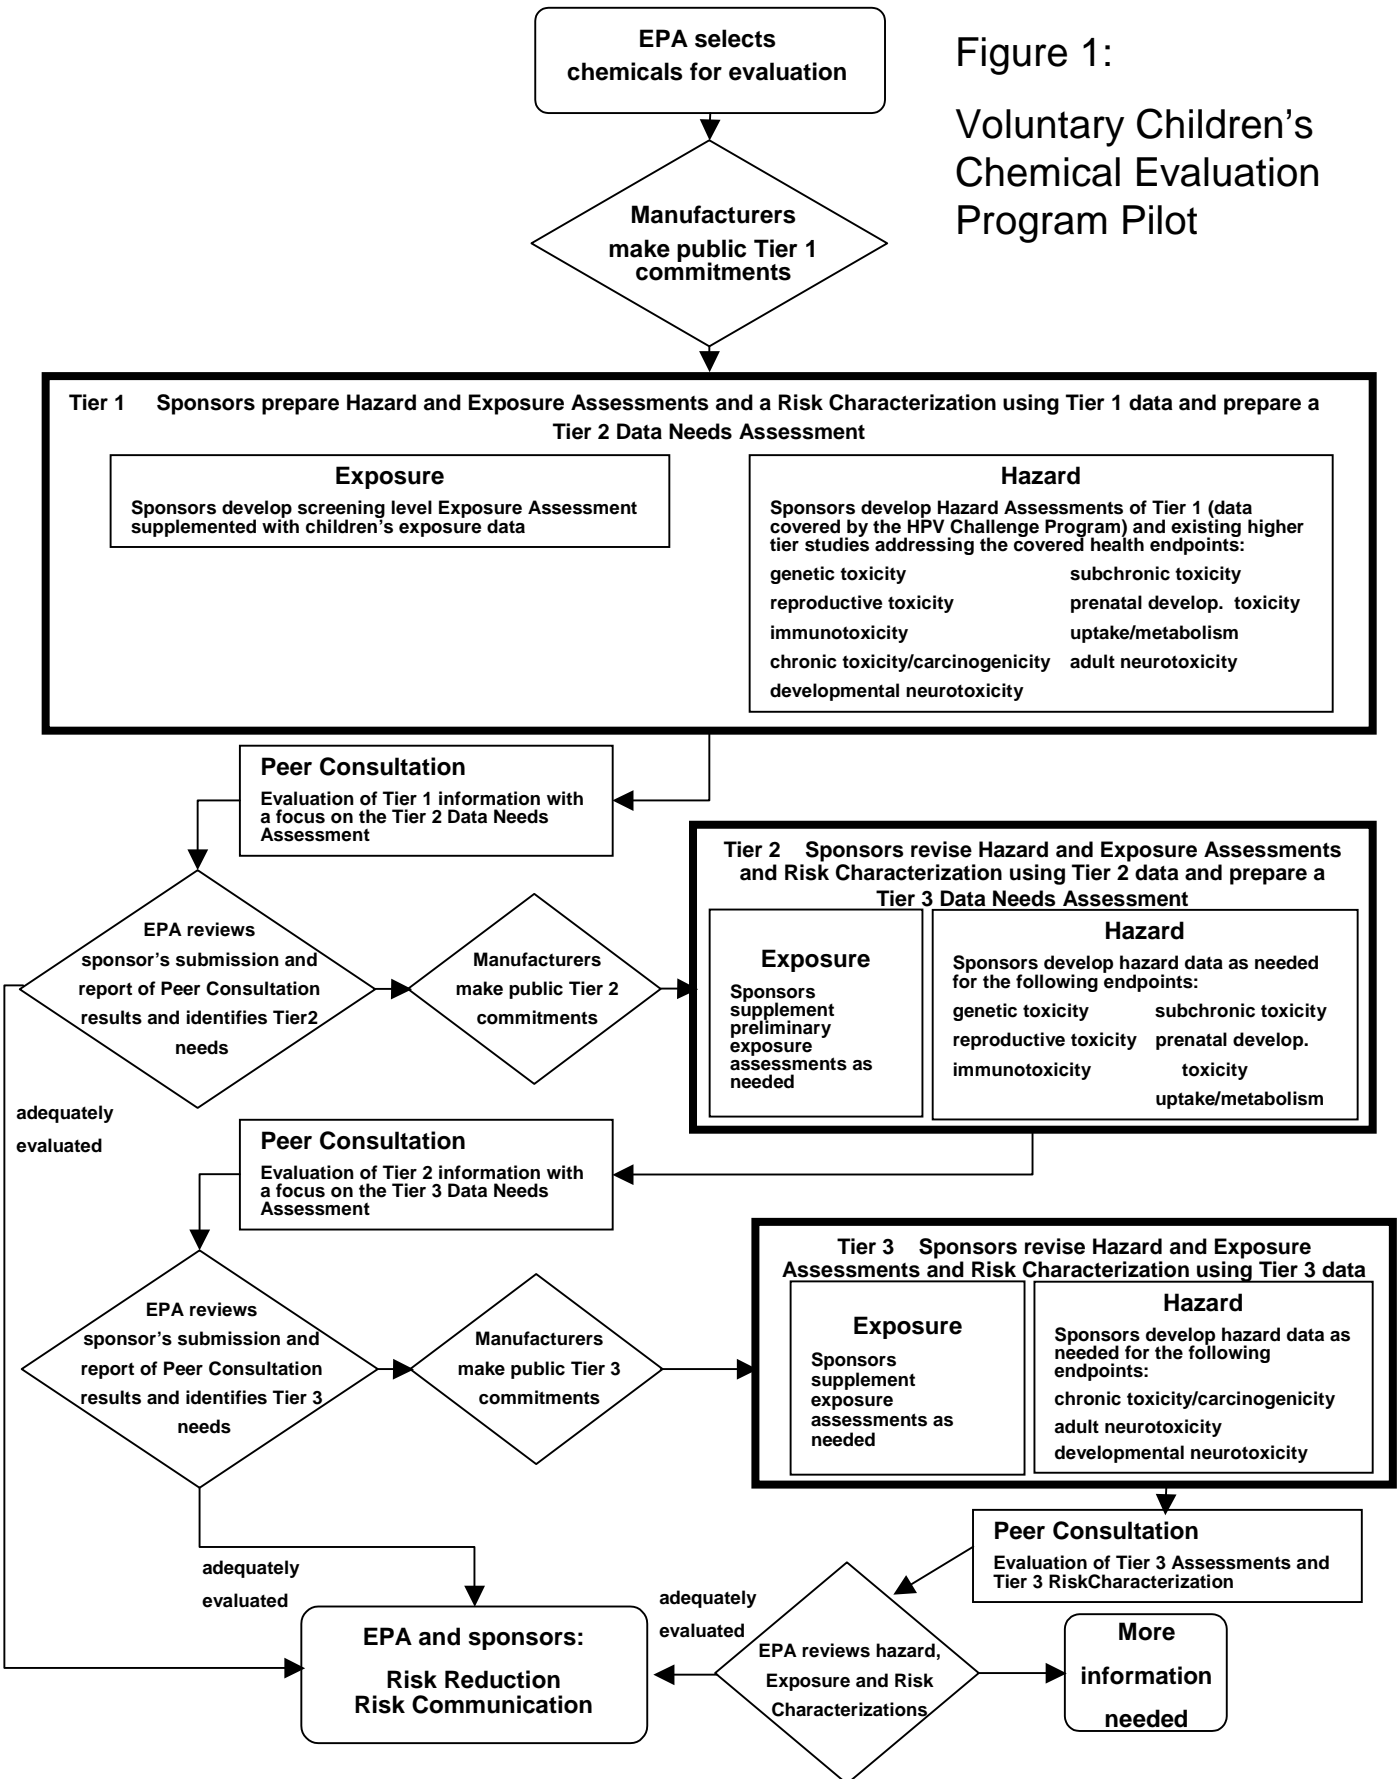 EPA selects
chemicals for evaluation
Figure 1:
Voluntary Children's
Chemical Evaluation
Program Pilot
Manufacturers
make public Tier 1
commitments
Tier 1 Sponsors prepare Hazard and Exposure Assessments and a Risk Characterization using Tier 1 data and prepare a
Tier 2 Data Needs Assessment
Exposure
Sponsors develop screening level Exposure Assessment
supplemented with children's exposure data
Hazard
Sponsors develop Hazard Assessments of Tier 1 (data
covered by the HPV Challenge Program) and existing higher
tier studies addressing the covered health endpoints:
genetic toxicity subchronic toxicity
reproductive toxicity prenatal develop. toxicity
immunotoxicity uptake/metabolism
chronic toxicity/carcinogenicity adult neurotoxicity
developmental neurotoxicity
Peer Consultation
Evaluation of Tier 1 information with
a focus on the Tier 2 Data Needs
Assessment
EPA reviews
sponsor's submission and
report of Peer Consultation
results and identifies Tier2
needs
Manufacturers
make public Tier 2
commitments
Tier 2 Sponsors revise Hazard and Exposure Assessments
and Risk Characterization using Tier 2 data and prepare a
Tier 3 Data Needs Assessment
Exposure
Sponsors
supplement
preliminary
exposure
assessments as
needed
Hazard
Sponsors develop hazard data as needed
for the following endpoints:
genetic toxicity subchronic toxicity
reproductive toxicity prenatal develop.
immunotoxicity toxicity
uptake/metabolism
adequately
evaluated
Peer Consultation
Evaluation of Tier 2 information with
a focus on the Tier 3 Data Needs
Assessment
EPA reviews
sponsor's submission and
report of Peer Consultation
results and identifies Tier 3
needs
Manufacturers
make public Tier 3
commitments
Tier 3 Sponsors revise Hazard and Exposure
Assessments and Risk Characterization using Tier 3 data
Exposure
Sponsors
supplement
exposure
assessments as
needed
Hazard
Sponsors develop hazard data as
needed for the following
endpoints:
chronic toxicity/carcinogenicity
adult neurotoxicity
developmental neurotoxicity
Peer Consultation
Evaluation of Tier 3 Assessments and
Tier 3 RiskCharacterization
adequately
evaluated
EPA and sponsors:
Risk Reduction
Risk Communication
adequately
evaluated
EPA reviews hazard,
Exposure and Risk
Characterizations
More
information
needed